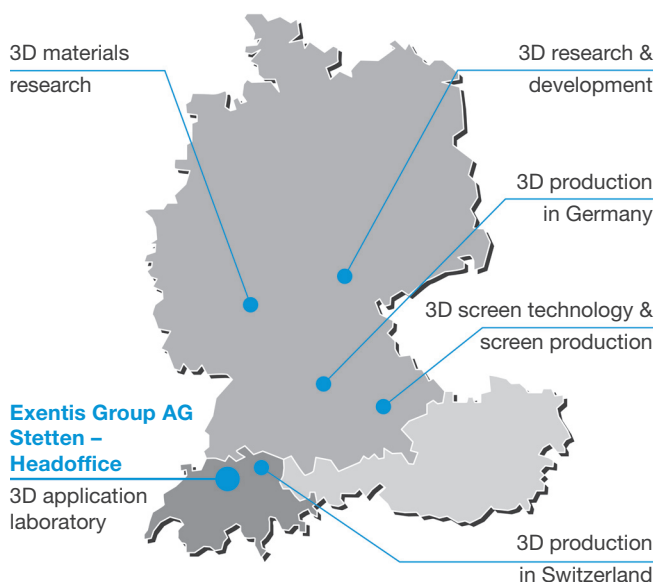 3D materials
research
3D research &
development
3D production
in Germany
3D screen technology &
screen production
Exentis Group AG
Stetten –
Headoffice
3D application
laboratory
3D production
in Switzerland